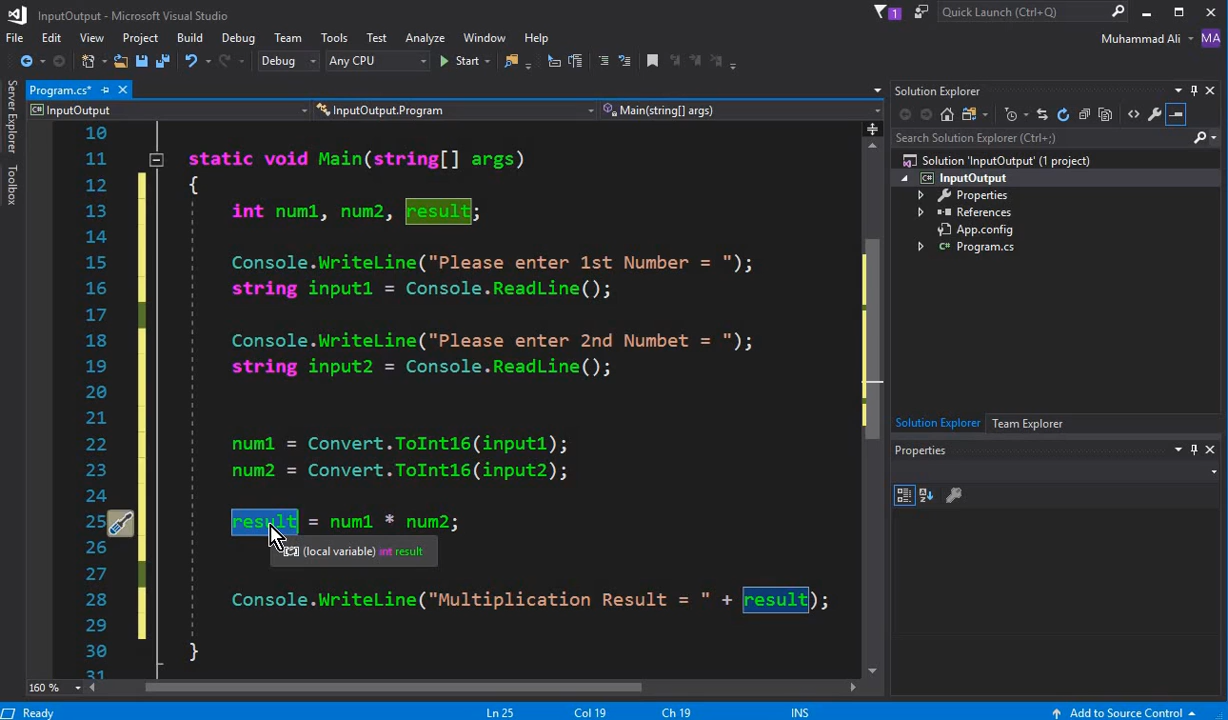 InputOutput - Microsoft Visual Studio
1
Quick Launch (Ctrl+Q)
File Edit View Project Build Debug Team Tools Test Analyze Window Help
Muhammad Ali
MA
Debug Any CPU Start
Server Explorer
Toolbox
Program.cs*
InputOutput InputOutput.Program Main(string[] args)
10
11 static void Main(string[] args)
12 {
13 int num1, num2, result;
14
15 Console.WriteLine("Please enter 1st Number = ");
16 string input1 = Console.ReadLine();
17
18 Console.WriteLine("Please enter 2nd Numbet = ");
19 string input2 = Console.ReadLine();
20
21
22 num1 = Convert.ToInt16(input1);
23 num2 = Convert.ToInt16(input2);
24
25 result = num1 * num2;
26 (local variable) int result
27
28 Console.WriteLine("Multiplication Result = " + result);
29
30 }
31
160 %
Solution Explorer
Search Solution Explorer (Ctrl+;)
Solution 'InputOutput' (1 project)
C# InputOutput
Properties
References
App.config
C# Program.cs
Solution Explorer Team Explorer
Properties
Ready Ln 25 Col 19 Ch 19 INS Add to Source Control